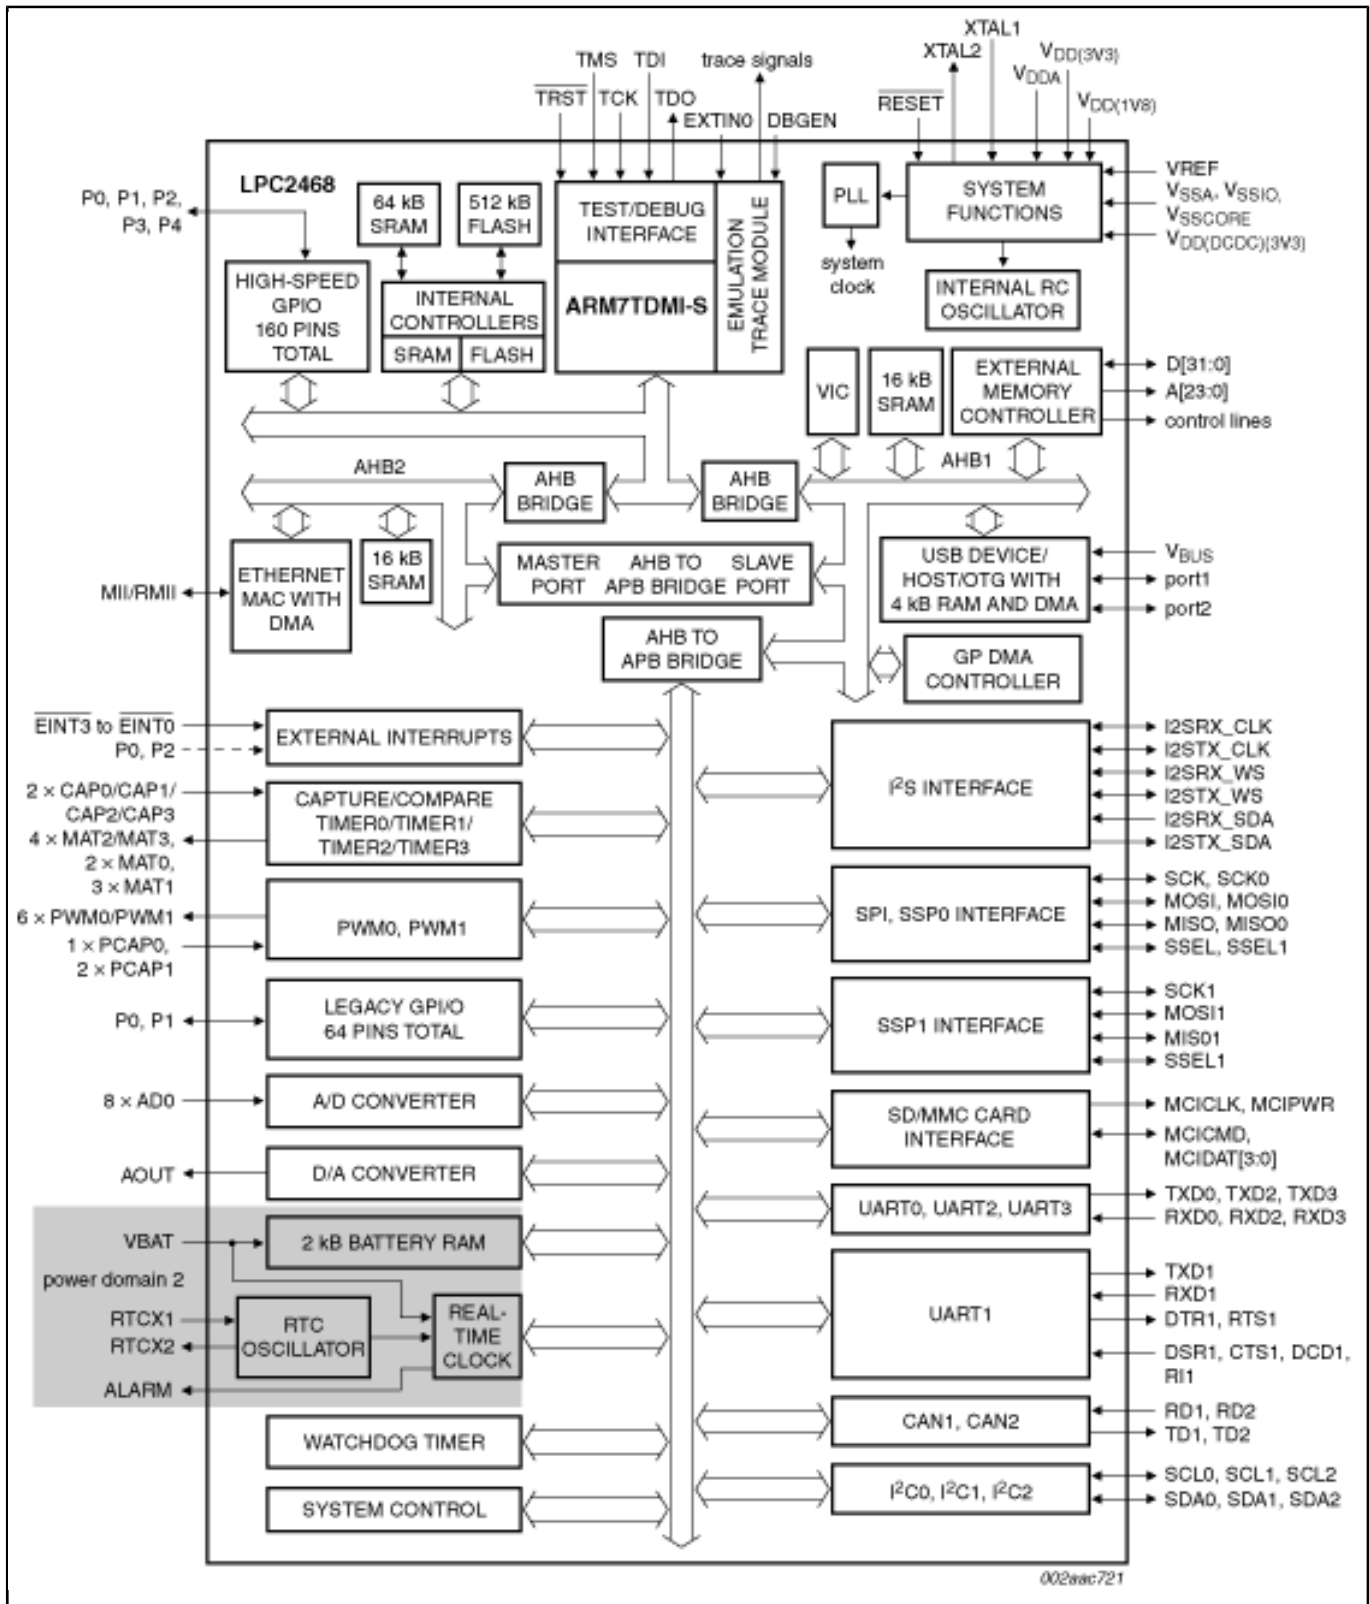 XTAL1
XTAL2
VDD(3V3)
VDDA
VDD(1V8)
RESET
TMS TDI
trace signals
TRST TCK TDO
EXTIN0 DBGEN
LPC2468
P0, P1, P2,
P3, P4
64 kB
SRAM
512 kB
FLASH
TEST/DEBUG
INTERFACE
ARM7TDMI-S
EMULATION
TRACE MODULE
PLL
system
clock
SYSTEM
FUNCTIONS
VREF
VSSA, VSSIO,
VSSCORE
VDD(DCDC)(3V3)
HIGH-SPEED
GPIO
160 PINS
TOTAL
INTERNAL
CONTROLLERS
SRAM FLASH
INTERNAL RC
OSCILLATOR
VIC
16 kB
SRAM
EXTERNAL
MEMORY
CONTROLLER
D[31:0]
A[23:0]
control lines
AHB2
AHB
BRIDGE
AHB
BRIDGE
AHB1
MII/RMII
ETHERNET
MAC WITH
DMA
16 kB
SRAM
MASTER AHB TO SLAVE
PORT APB BRIDGE PORT
USB DEVICE/
HOST/OTG WITH
4 kB RAM AND DMA
VBUS
port1
port2
AHB TO
APB BRIDGE
GP DMA
CONTROLLER
EINT3 to EINT0
P0, P2
EXTERNAL INTERRUPTS
2 × CAP0/CAP1/
CAP2/CAP3
4 × MAT2/MAT3,
2 × MAT0,
3 × MAT1
CAPTURE/COMPARE
TIMER0/TIMER1/
TIMER2/TIMER3
6 × PWM0/PWM1
1 × PCAP0,
2 × PCAP1
PWM0, PWM1
P0, P1
LEGACY GPI/O
64 PINS TOTAL
8 × AD0
A/D CONVERTER
AOUT
D/A CONVERTER
VBAT
2 kB BATTERY RAM
power domain 2
RTCX1
RTCX2
RTC
OSCILLATOR
REAL-
TIME
CLOCK
ALARM
WATCHDOG TIMER
SYSTEM CONTROL
I2S INTERFACE
I2SRX_CLK
I2STX_CLK
I2SRX_WS
I2STX_WS
I2SRX_SDA
I2STX_SDA
SPI, SSP0 INTERFACE
SCK, SCK0
MOSI, MOSI0
MISO, MISO0
SSEL, SSEL1
SSP1 INTERFACE
SCK1
MOSI1
MIS01
SSEL1
SD/MMC CARD
INTERFACE
MCICLK, MCIPWR
MCICMD,
MCIDAT[3:0]
UART0, UART2, UART3
TXD0, TXD2, TXD3
RXD0, RXD2, RXD3
UART1
TXD1
RXD1
DTR1, RTS1
DSR1, CTS1, DCD1,
RI1
CAN1, CAN2
RD1, RD2
TD1, TD2
I2C0, I2C1, I2C2
SCL0, SCL1, SCL2
SDA0, SDA1, SDA2
002aac721